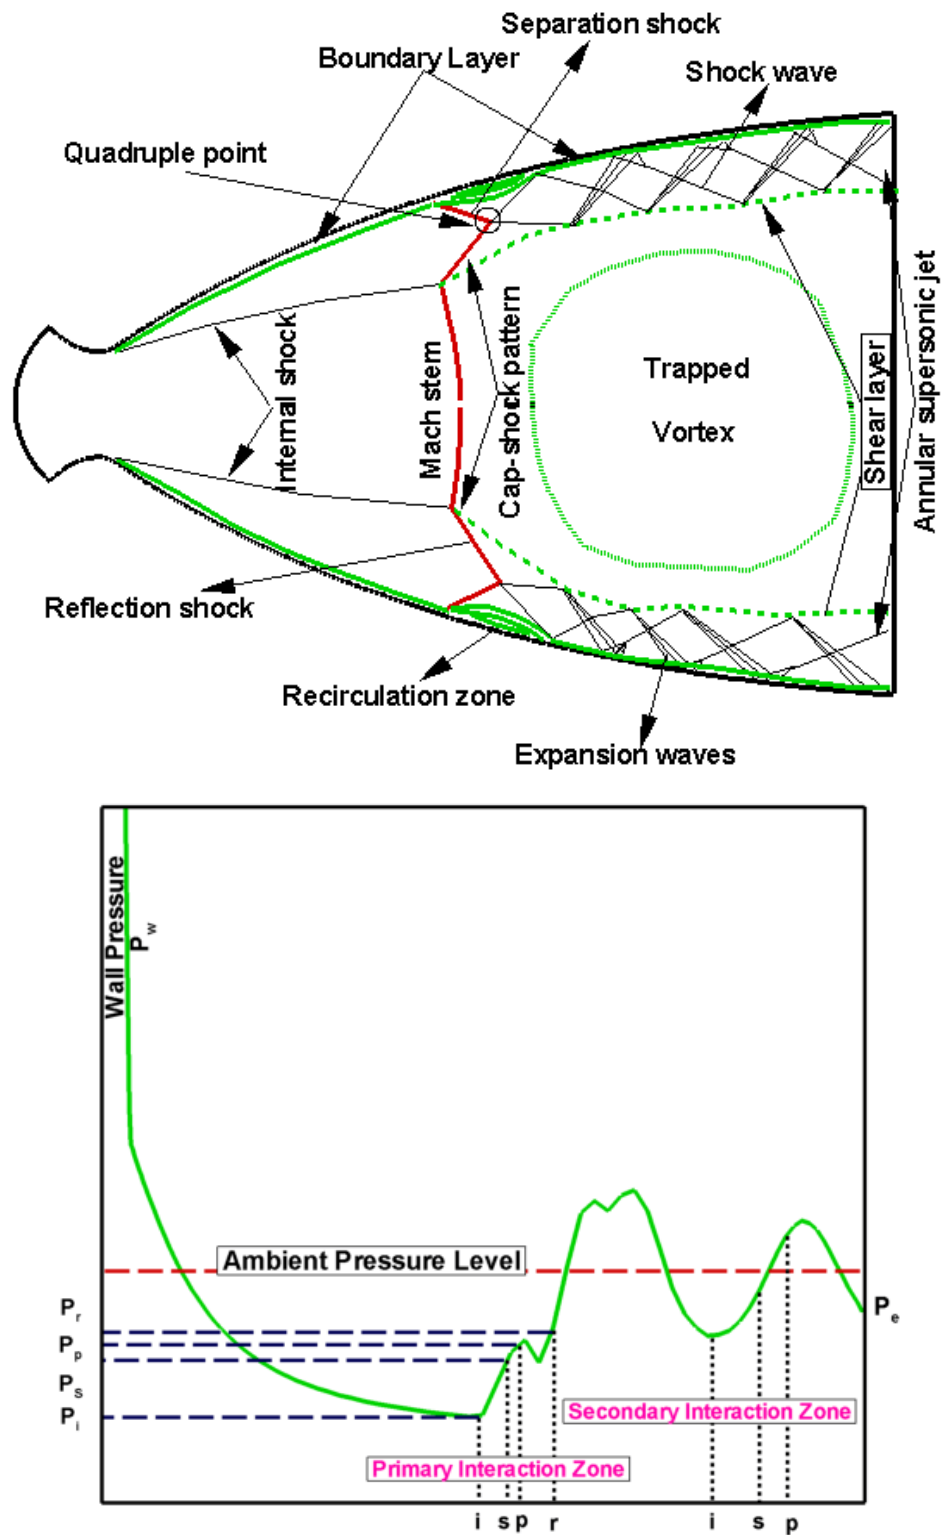 Separation shock
Boundary Layer
Shock wave
Quadruple point
Internal shock
Mach stem
Cap-shock pattern
Trapped
Vortex
Shear layer
Annular supersonic jet
Reflection shock
Recirculation zone
Expansion waves
Wall Pressure
Pw
Ambient Pressure Level
Pr
Pp
Ps
Pi
Pe
Secondary Interaction Zone
Primary Interaction Zone
i s p r i s p